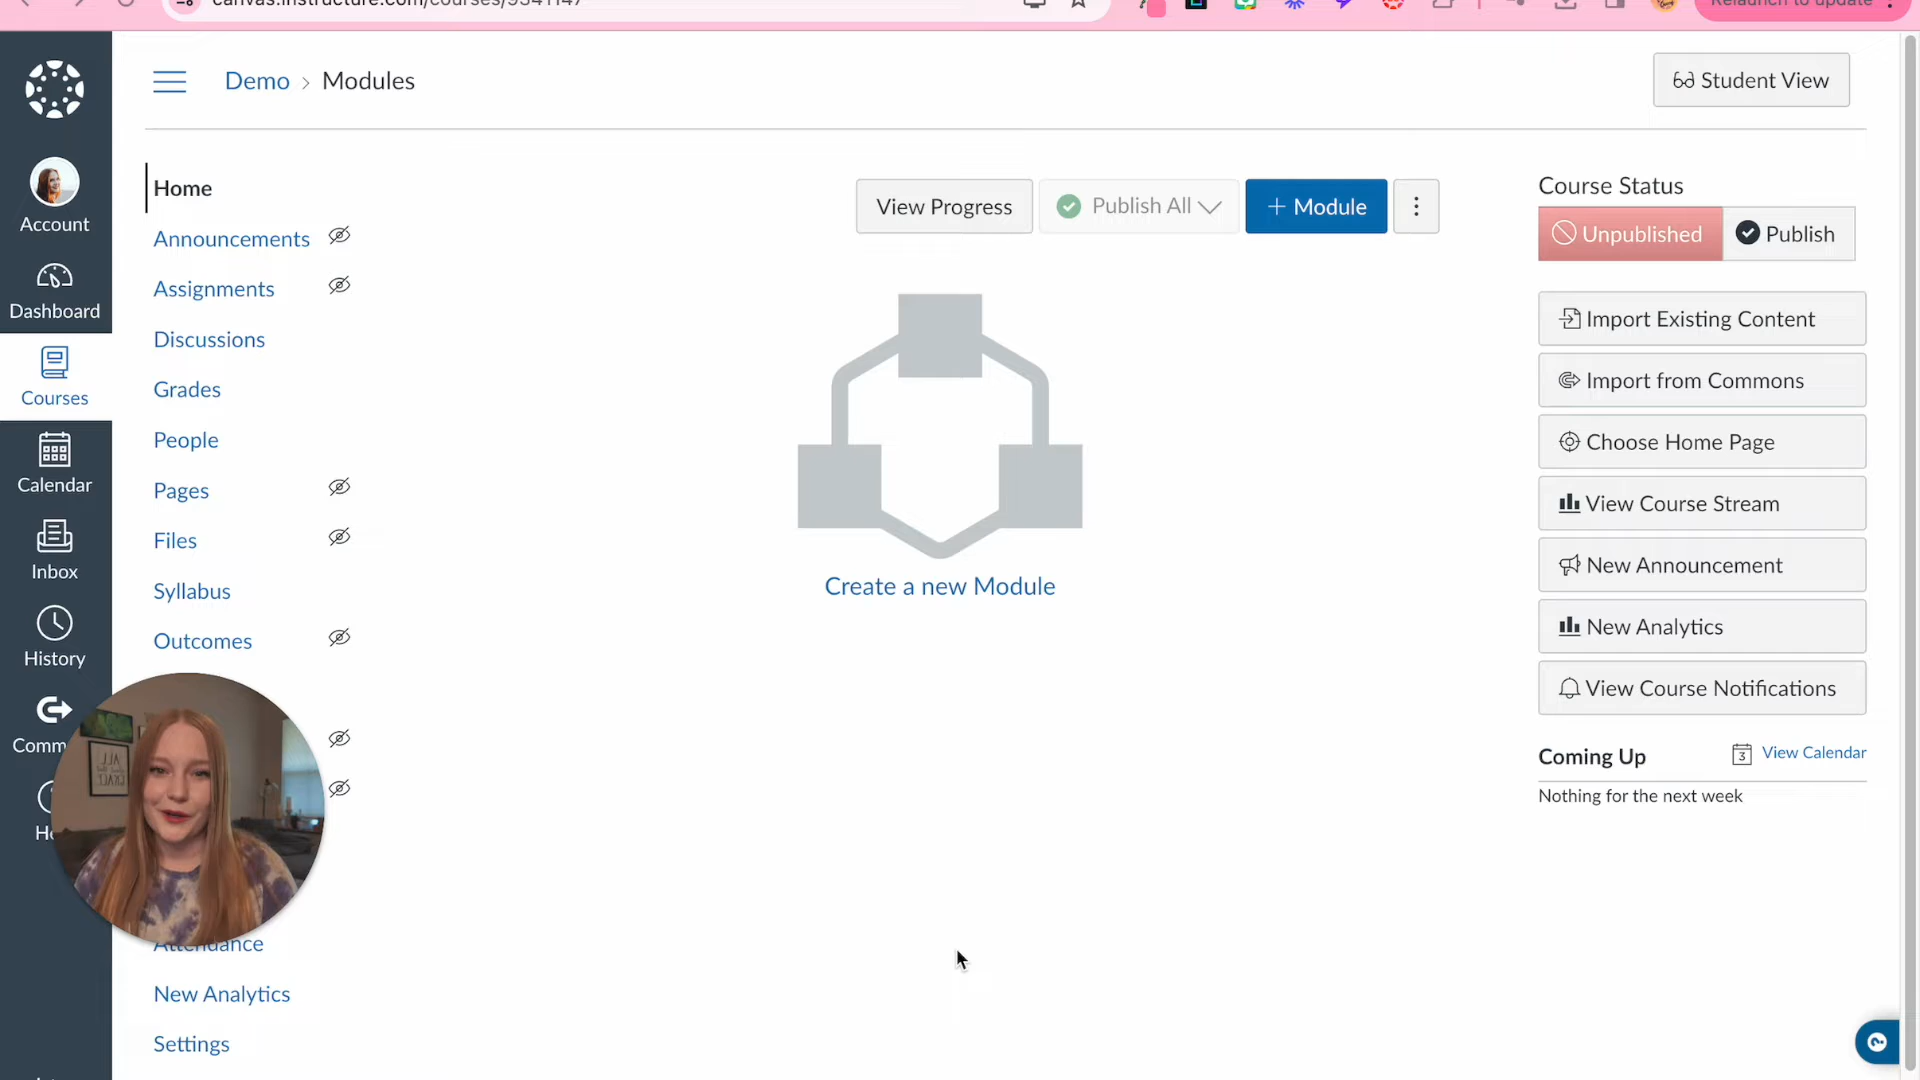 Demo > Modules
Student View
Account
Dashboard
Courses
Calendar
Inbox
History
Home
Announcements
Assignments
Discussions
Grades
People
Pages
Files
Syllabus
Outcomes
New Analytics
Settings
View Progress
Publish All
+ Module
Create a new Module
Course Status
Unpublished
Publish
Import Existing Content
Import from Commons
Choose Home Page
View Course Stream
New Announcement
New Analytics
View Course Notifications
Coming Up
3 View Calendar
Nothing for the next week